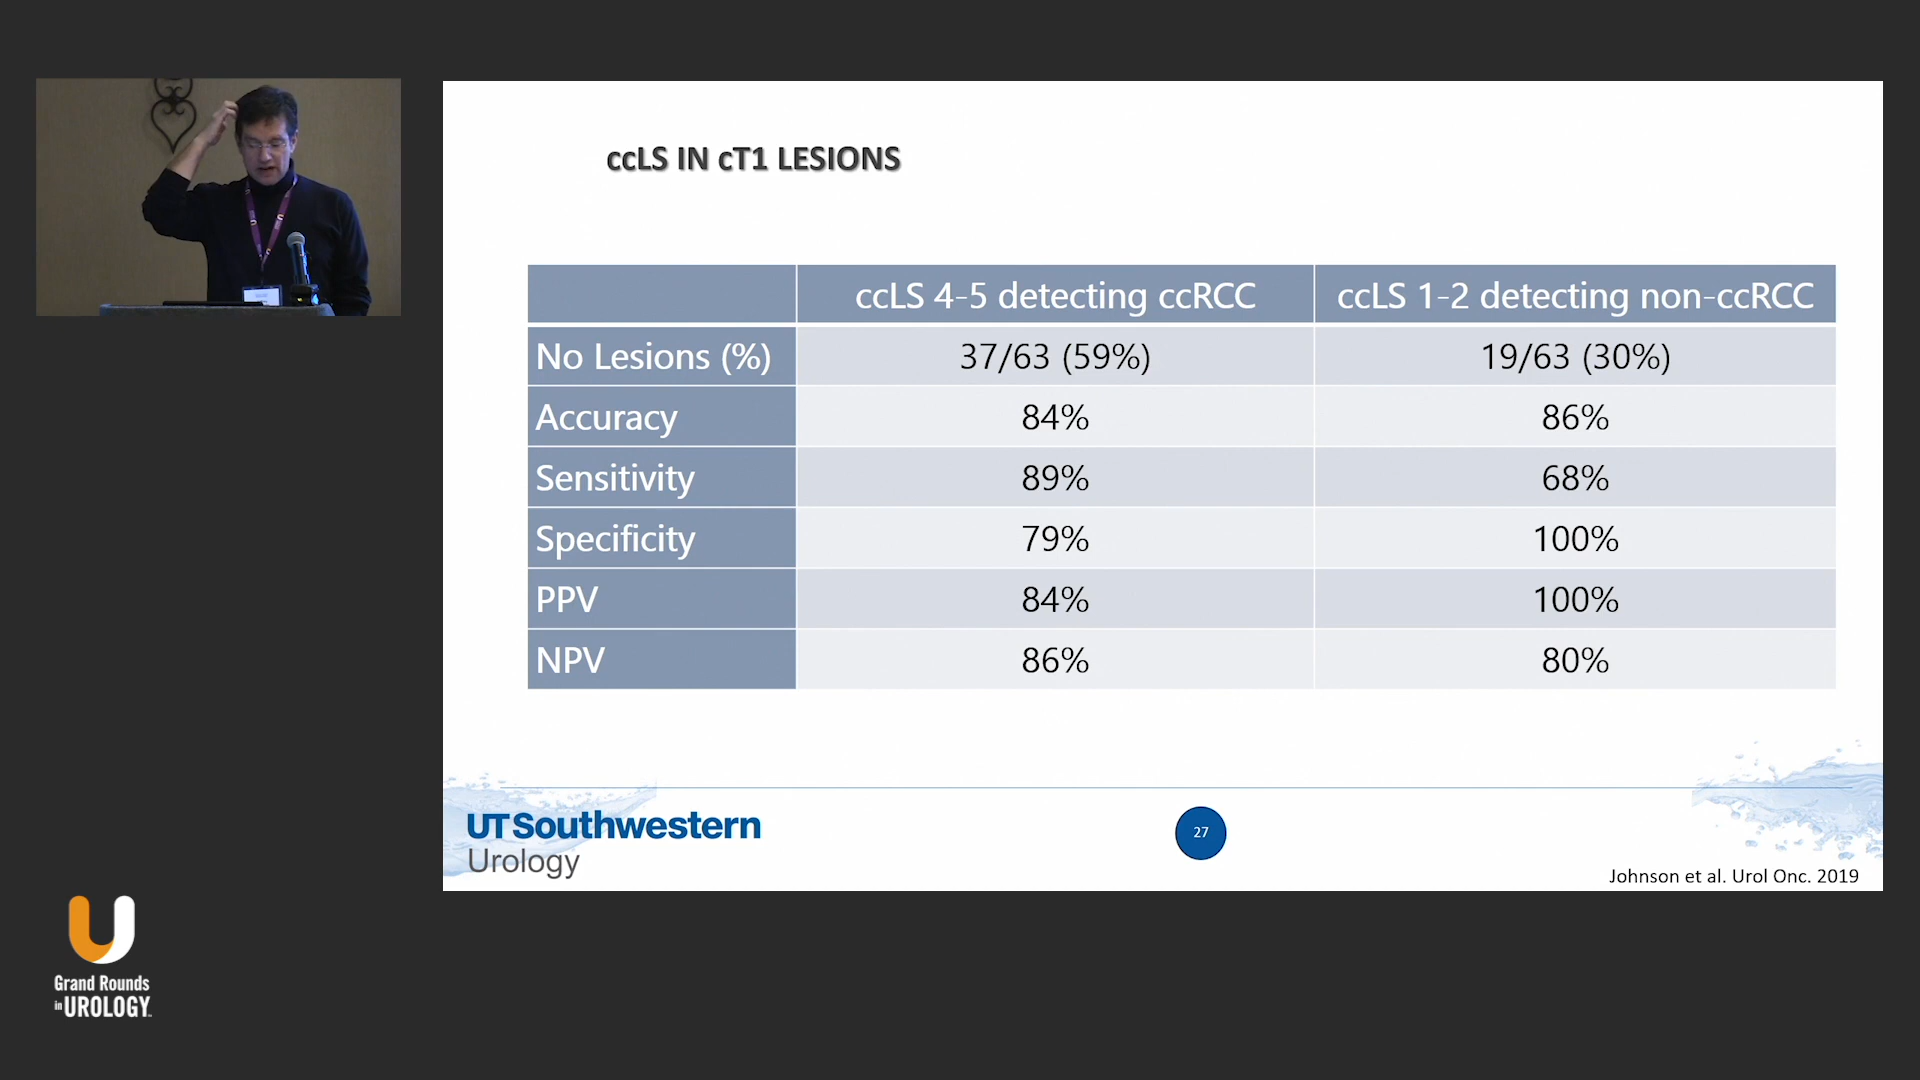 ccLS IN cT1 LESIONS
ccLS 4-5 detecting ccRCC
ccLS 1-2 detecting non-ccRCC
No Lesions (%)
37/63 (59%)
19/63 (30%)
Accuracy
84%
86%
Sensitivity
89%
68%
Specificity
79%
100%
PPV
84%
100%
NPV
86%
80%
UT Southwestern
Urology
27
Johnson et al. Urol Onc. 2019
Grand Rounds
in UROLOGY